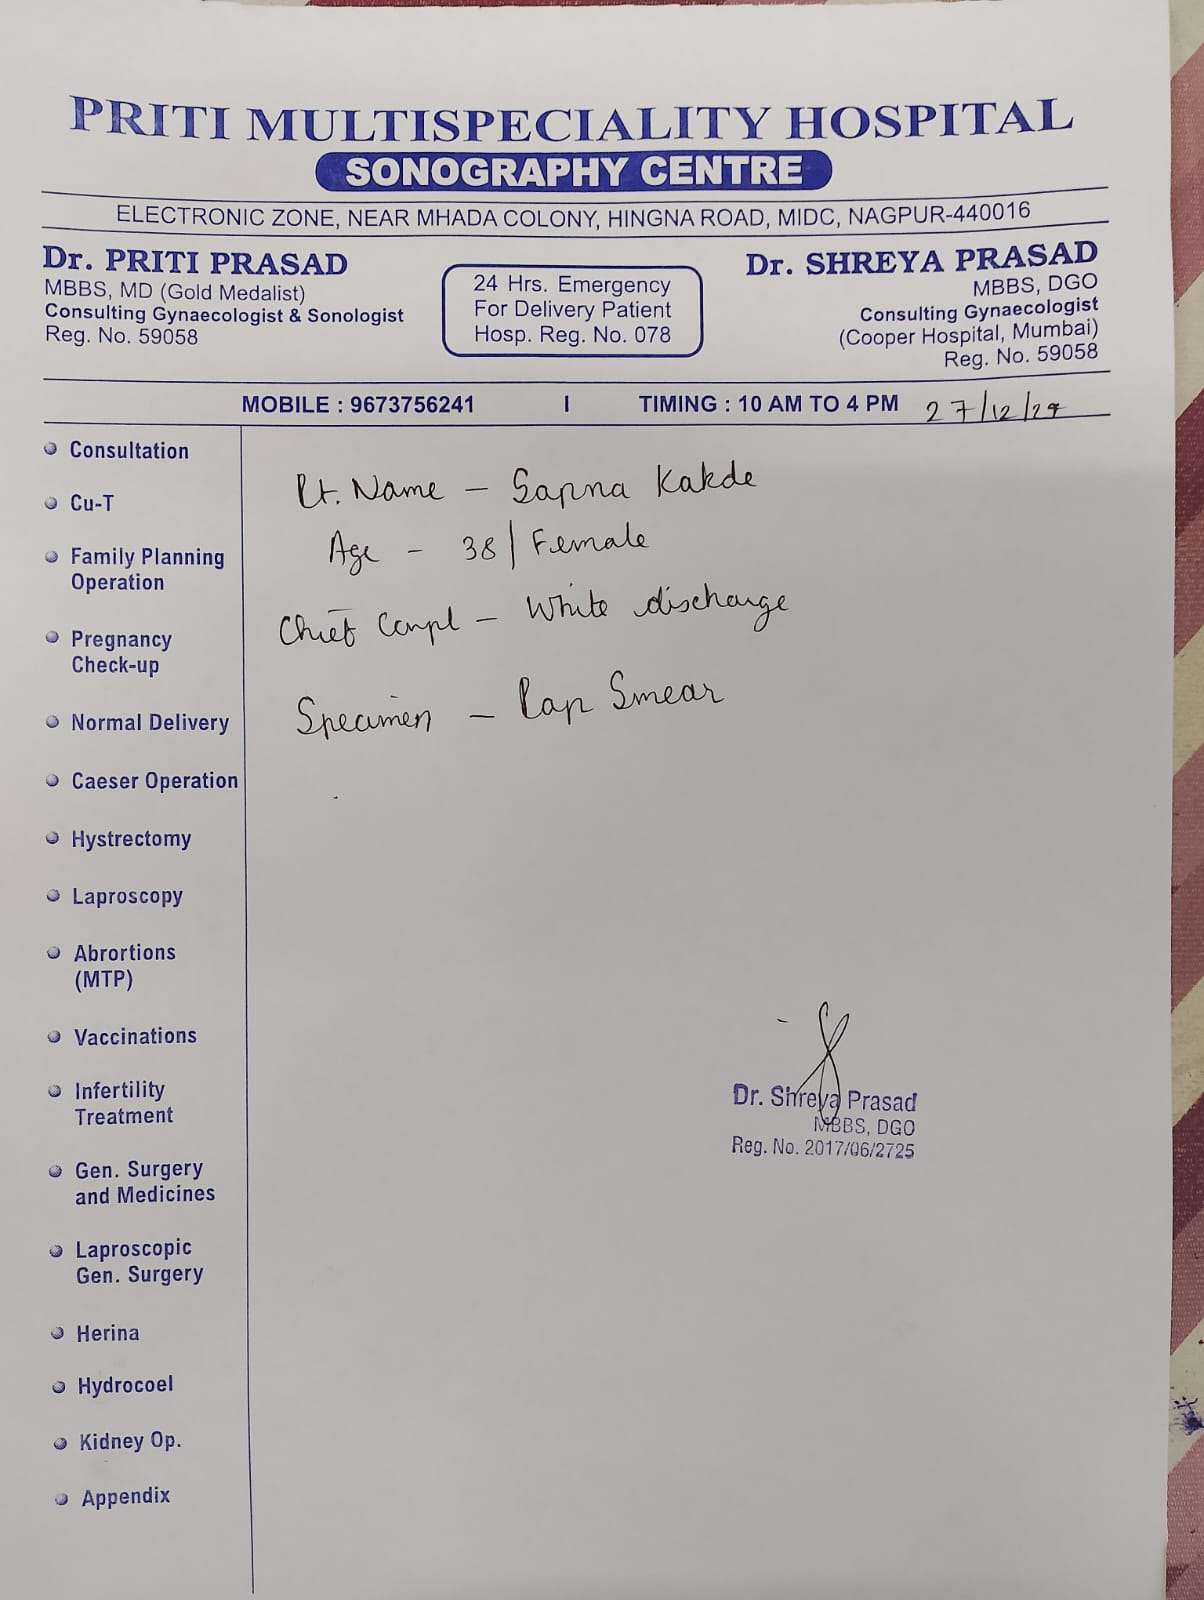 PRITI MULTISPECIALITY HOSPITAL
SONOGRAPHY CENTRE
ELECTRONIC ZONE, NEAR MHADA COLONY, HINGNA ROAD, MIDC, NAGPUR-440016
Dr. PRITI PRASAD
MBBS, MD (Gold Medalist)
Consulting Gynaecologist & Sonologist
Reg. No. 59058
24 Hrs. Emergency
For Delivery Patient
Hosp. Reg. No. 078
Dr. SHREYA PRASAD
MBBS, DGO
Consulting Gynaecologist
(Cooper Hospital, Mumbai)
Reg. No. 59058
MOBILE : 9673756241 | TIMING : 10 AM TO 4 PM 27/12/24
Consultation
Cu-T
Family Planning
Operation
Pregnancy
Check-up
Normal Delivery
Caeser Operation
Hystrectomy
Laproscopy
Abrortions
(MTP)
Vaccinations
Infertility
Treatment
Gen. Surgery
and Medicines
Laproscopic
Gen. Surgery
Herina
Hydrocoel
Kidney Op.
Appendix
Pt. Name - Sapna Kakde
Age - 38/Female
Chief Compl - White discharge
Specimen - Pap Smear
Dr. Shreya Prasad
MBBS, DGO
Reg. No. 2017/06/2725